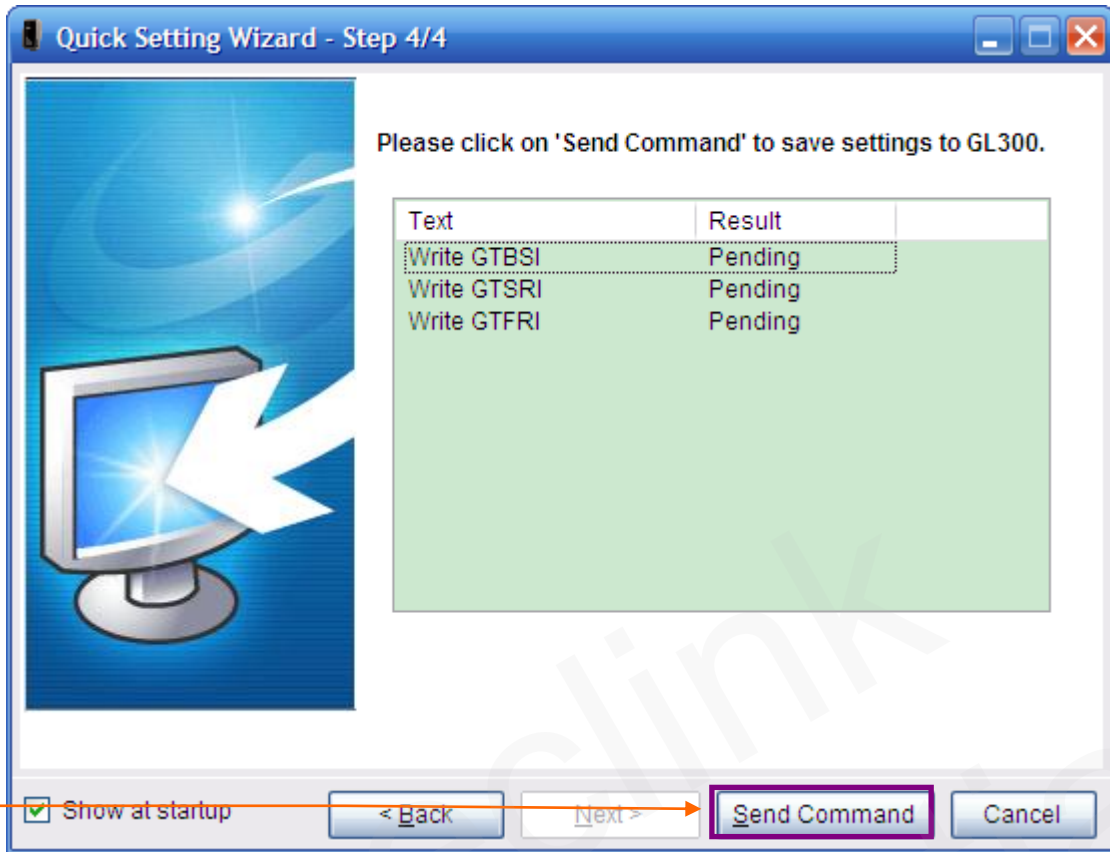 Quick Setting Wizard - Step 4/4
Please click on 'Send Command' to save settings to GL300.
Text Result
Write GTBSI Pending
Write GTSRI Pending
Write GTFRI Pending
Show at startup < Back Next > Send Command Cancel